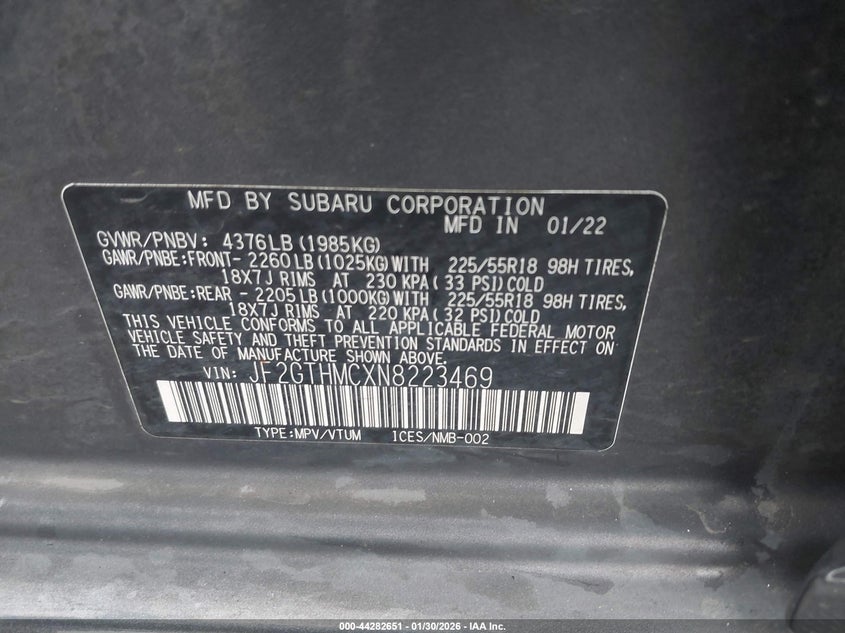 MFD BY SUBARU CORPORATION
MFD IN 01/22
GVWR/PNBV: 4376LB (1985KG)
GAWR/PNBE:FRONT- 2260LB (1025KG) WITH 225/55R18 98H TIRES,
18X7J RIMS AT 230 KPA ( 33 PSI) COLD
GAWR/PNBE:REAR - 2205LB (1000KG) WITH 225/55R18 98H TIRES,
18X7J RIMS AT 220 KPA ( 32 PSI) COLD
THIS VEHICLE CONFORMS TO ALL APPLICABLE FEDERAL MOTOR
VEHICLE SAFETY AND THEFT PREVENTION STANDARDS IN EFFECT ON
THE DATE OF MANUFACTURE SHOWN ABOVE.
VIN: JF2GTHMCXN8223469
TYPE:MPV/VTUM ICES/NMB-002
000-44282651 - 01/30/2026 - IAA Inc.